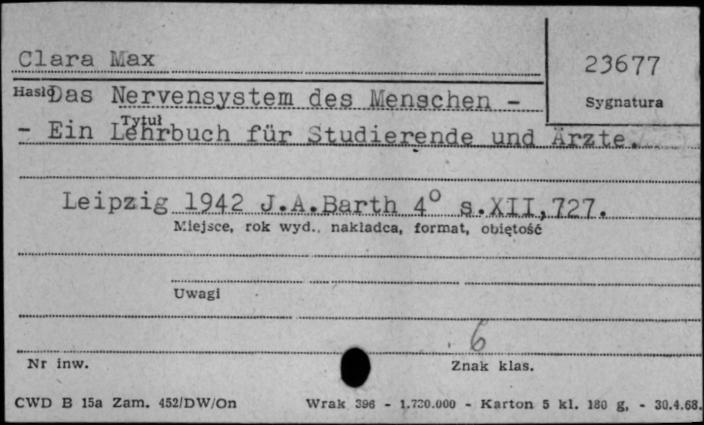 Clara Max
23677
Hasło Das Nervensystem des Menschen -
Sygnatura
Tytuł
- Ein Lehrbuch für Studierende und Ärzte.
Leipzig 1942 J.A.Barth 4° s.XII,727.
Miejsce, rok wyd., nakładca, format, objętość
Uwagi
6
Nr inw.
Znak klas.
CWD B 15a Zam. 452/DW/On Wrak 396 - 1.720.000 - Karton 5 kl. 180 g, - 30.4.68.